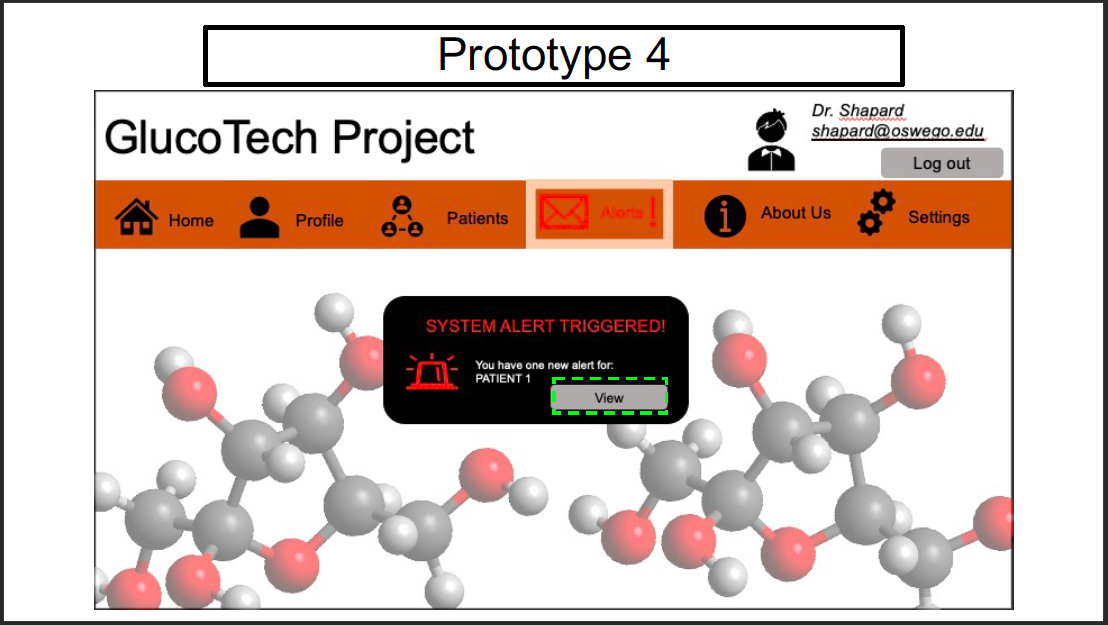 Prototype 4
GlucoTech Project
Dr. Shapard
shapard@oswego.edu
Log out
Home
Profile
Patients
Alerts !
About Us
Settings
SYSTEM ALERT TRIGGERED!
You have one new alert for:
PATIENT 1
View